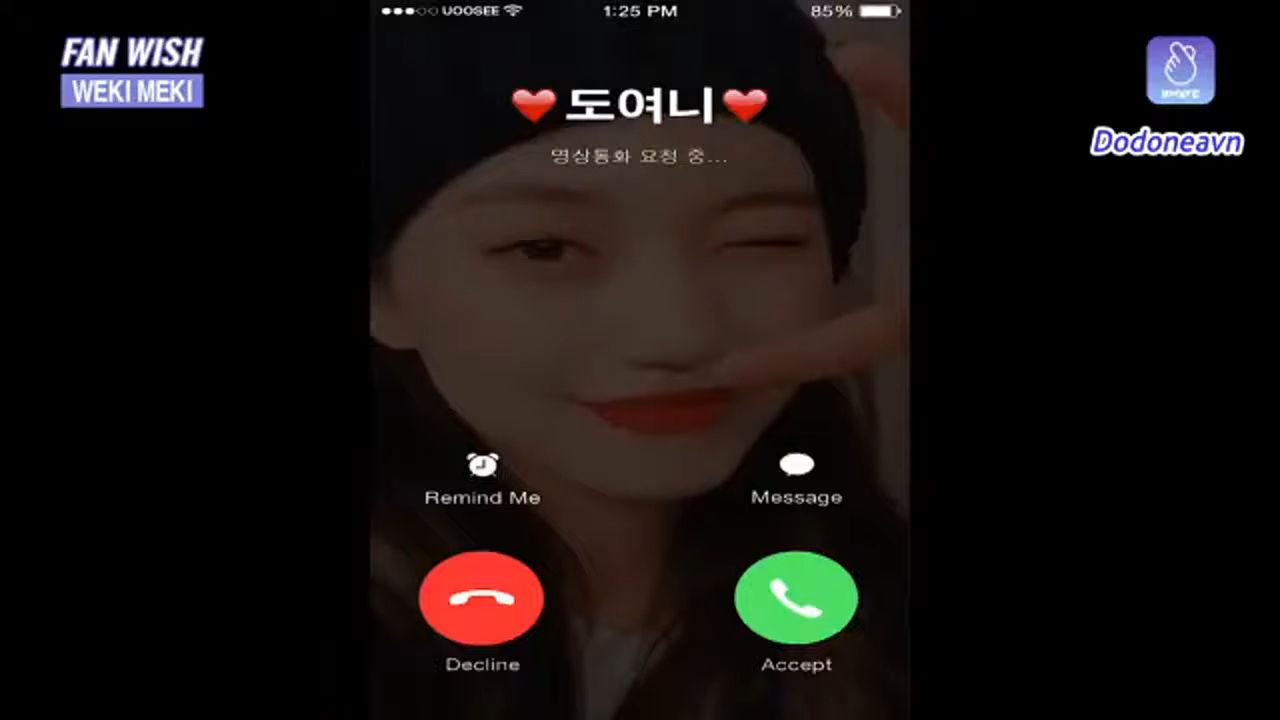 UOOSEE
1:25 PM
85%
FAN WISH
WEKI MEKI
❤️도여니❤️
Dodoneavn
영상통화 요청 중...
Remind Me
Message
Decline
Accept